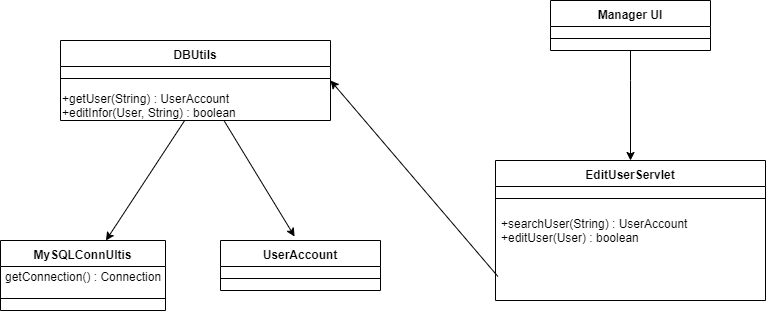 Manager UI
DBUtils
+getUser(String) : UserAccount
+editInfor(User, String) : boolean
EditUserServlet
+searchUser(String) : UserAccount
+editUser(User) : boolean
MySQLConnUltis
getConnection() : Connection
UserAccount